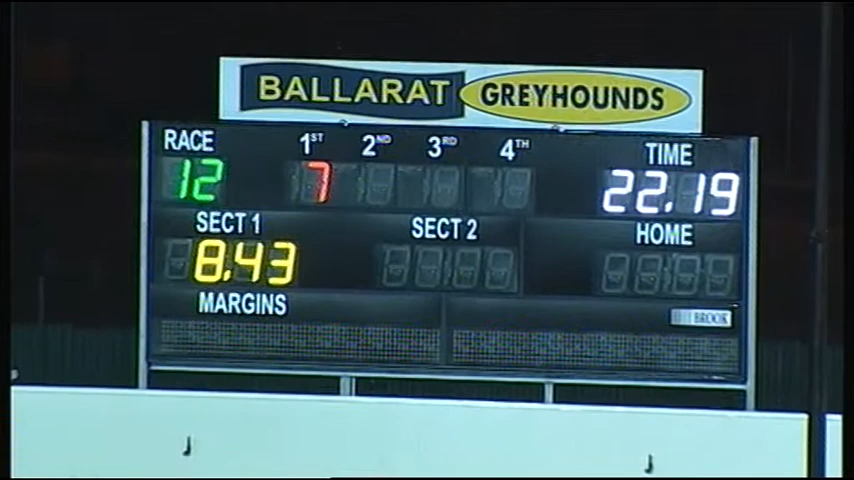 BALLARAT GREYHOUNDS
RACE 1ST 2ND 3RD 4TH TIME
12 7 22.19
SECT 1 SECT 2 HOME
8.43
MARGINS
BROOK